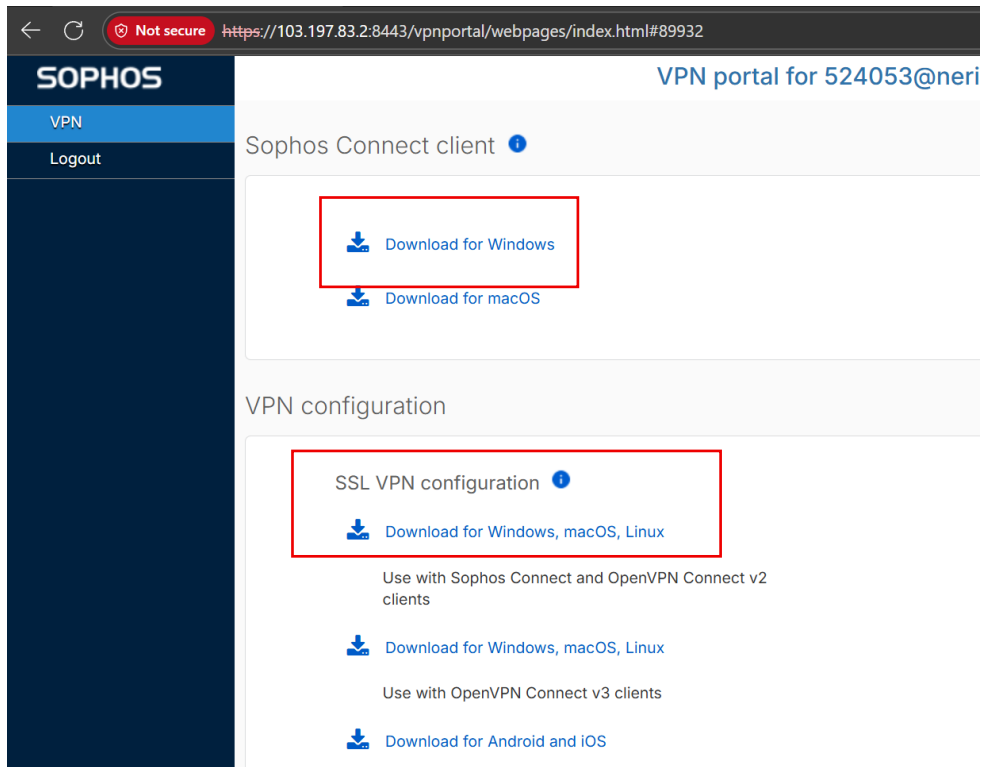 Not secure https://103.197.83.2:8443/vpnportal/webpages/index.html#89932
SOPHOS
VPN portal for 524053@neri
VPN
Logout
Sophos Connect client
Download for Windows
Download for macOS
VPN configuration
SSL VPN configuration
Download for Windows, macOS, Linux
Use with Sophos Connect and OpenVPN Connect v2
clients
Download for Windows, macOS, Linux
Use with OpenVPN Connect v3 clients
Download for Android and iOS